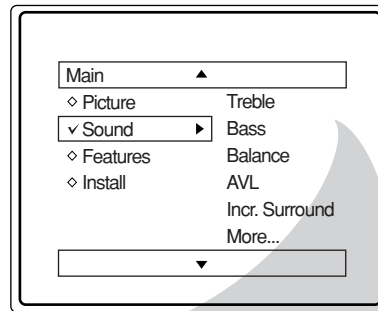 Main ▲
◇ Picture Treble
✓ Sound ▶ Bass
◇ Features Balance
◇ Install AVL
Incr. Surround
More...
▼